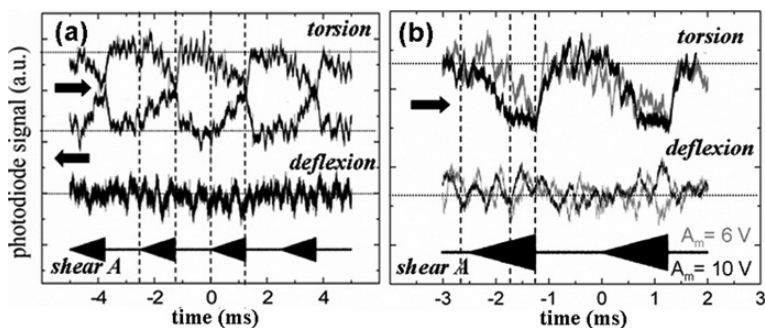 (a)
torsion
deflexion
shear A
photodiode signal (a.u.)
-4 -2 0 2 4
time (ms)
(b)
torsion
deflexion
Am= 6 V
shear A
Am= 10 V
-3 -2 -1 0 1 2
time (ms)